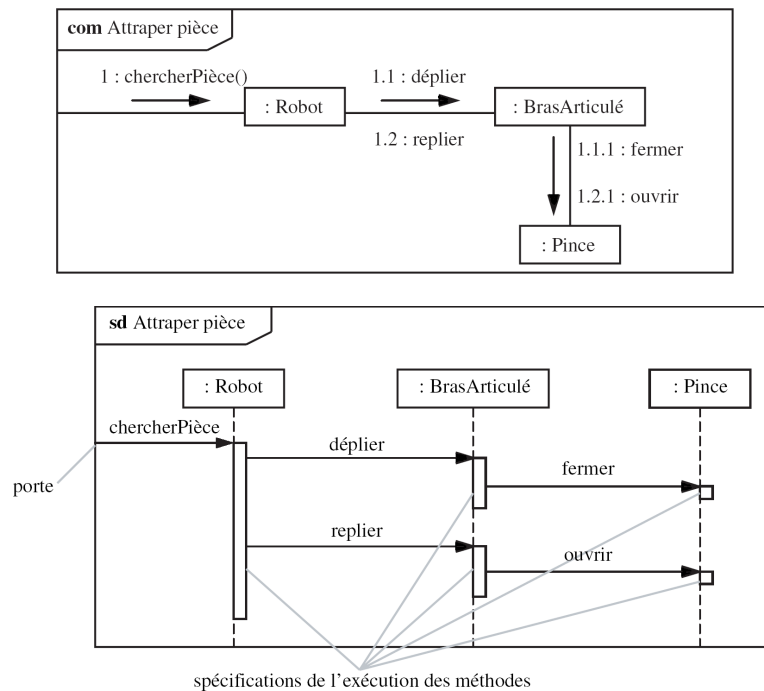 com Attraper pièce
1 : chercherPièce()
1.1 : déplier
: Robot
: BrasArticulé
1.2 : replier
1.1.1 : fermer
1.2.1 : ouvrir
: Pince
sd Attraper pièce
: Robot
: BrasArticulé
: Pince
chercherPièce
déplier
fermer
porte
replier
ouvrir
spécifications de l'exécution des méthodes